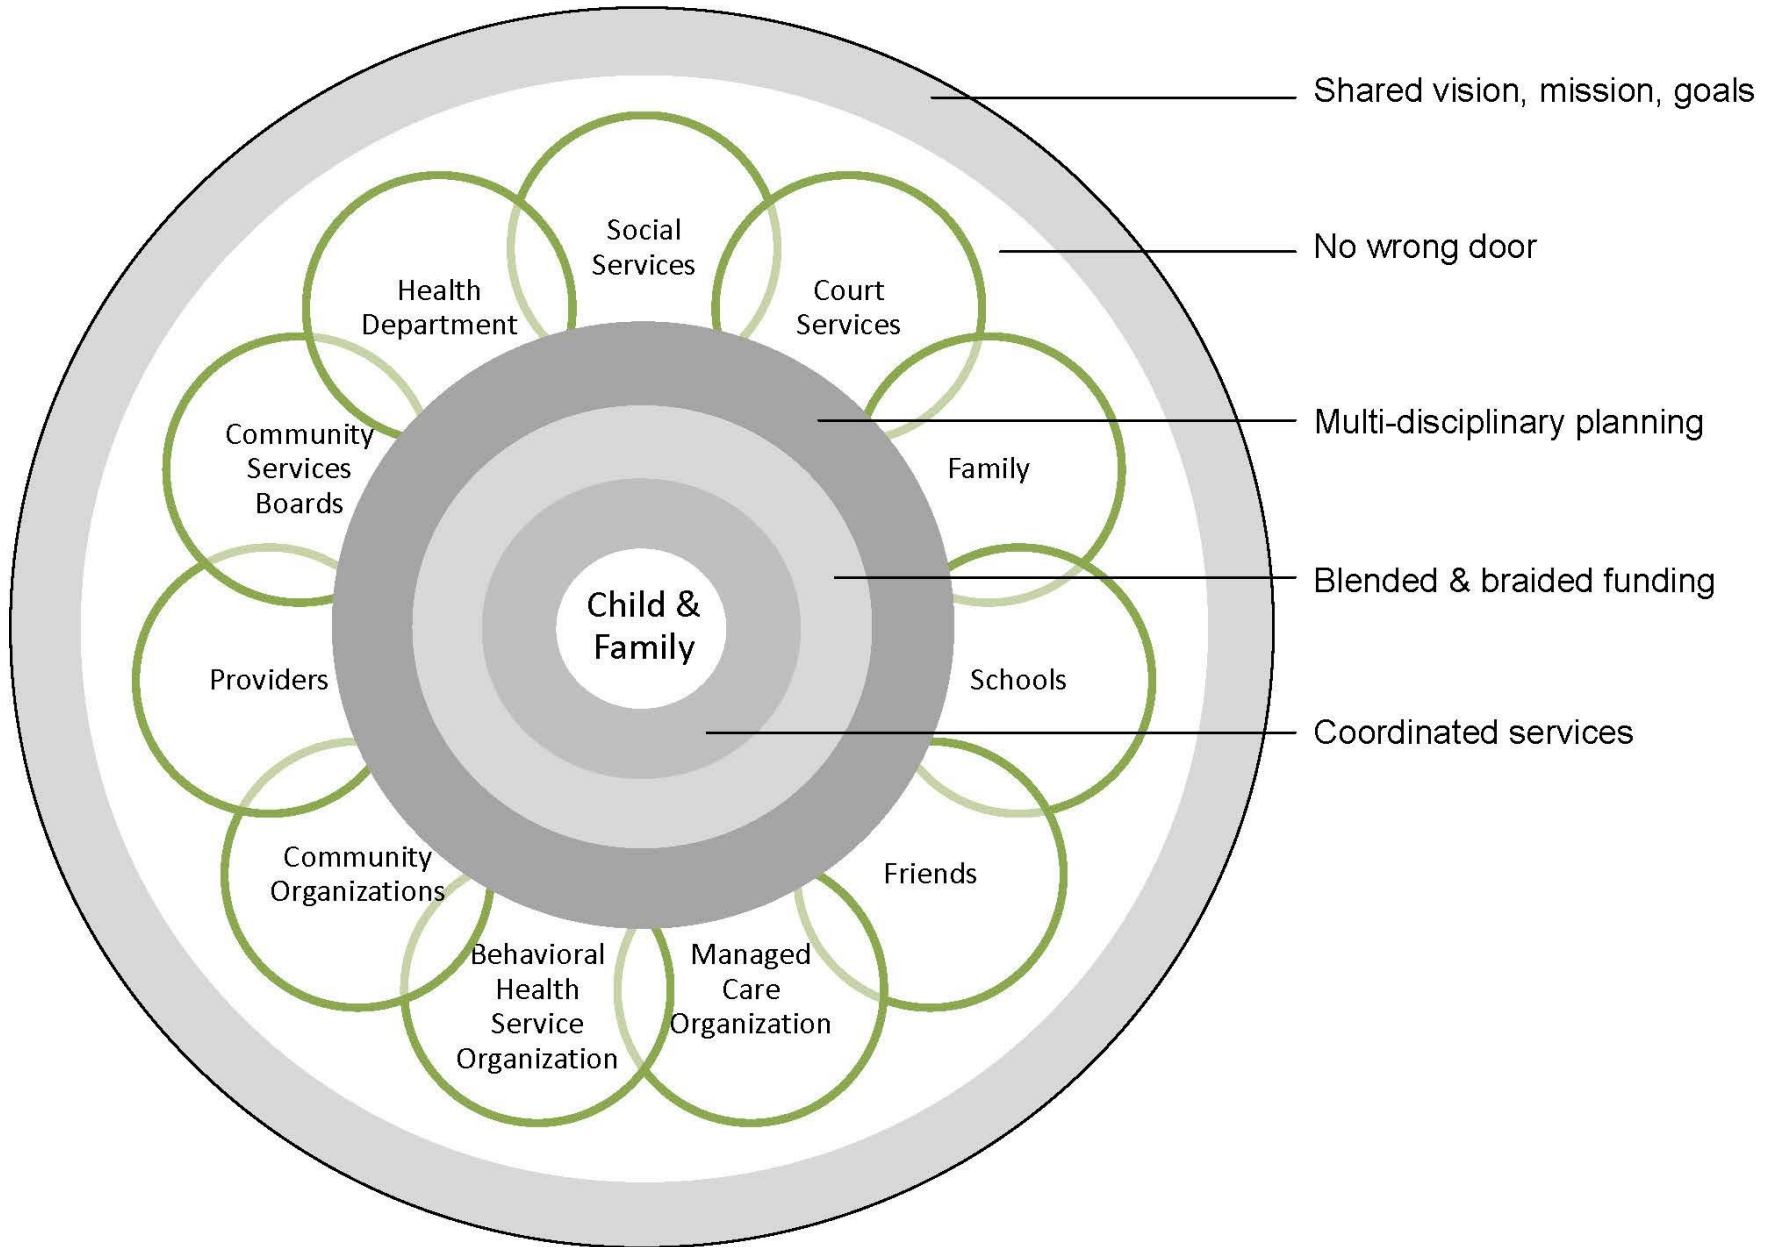 Shared vision, mission, goals
No wrong door
Multi-disciplinary planning
Blended & braided funding
Coordinated services
Social
Services
Court
Services
Family
Schools
Friends
Managed
Care
Organization
Behavioral
Health
Service
Organization
Community
Organizations
Providers
Community
Services
Boards
Health
Department
Child &
Family